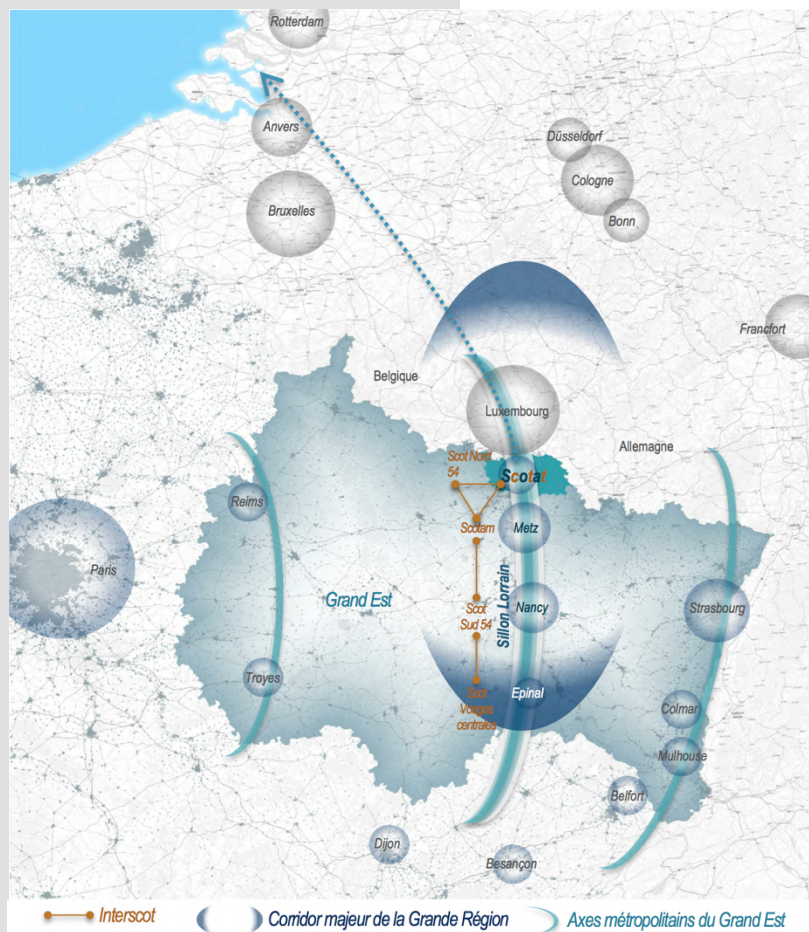 Rotterdam
Anvers
Düsseldorf
Cologne
Bruxelles
Bonn
Francfort
Belgique
Luxembourg
Allemagne
Scot Nord
54
Scotat
Reims
Scotam
Metz
Paris
Grand Est
Sillon Lorrain
Nancy
Scot
Sud 54
Strasbourg
Troyes
Epinal
Scot
Vosges
centrales
Colmar
Mulhouse
Belfort
Dijon
Besançon
Interscot
Corridor majeur de la Grande Région
Axes métropolitains du Grand Est